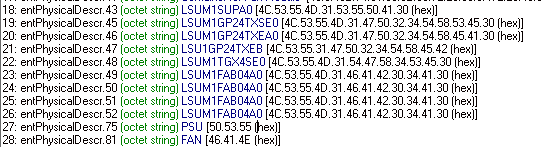 18: entPhysicalDescr.43 (octet string) LSUM1SUPA0 [4C.53.55.4D.31.53.55.50.41.30 (hex)]
19: entPhysicalDescr.45 (octet string) LSUM1GP24TXSE0 [4C.53.55.4D.31.47.50.32.34.54.58.53.45.30 (hex)]
20: entPhysicalDescr.46 (octet string) LSUM1GP24TXEA0 [4C.53.55.4D.31.47.50.32.34.54.58.45.41.30 (hex)]
21: entPhysicalDescr.47 (octet string) LSU1GP24TXEB [4C.53.55.31.47.50.32.34.54.58.45.42 (hex)]
22: entPhysicalDescr.48 (octet string) LSUM1TGX4SE0 [4C.53.55.4D.31.54.47.58.34.53.45.30 (hex)]
23: entPhysicalDescr.49 (octet string) LSUM1FAB04A0 [4C.53.55.4D.31.46.41.42.30.34.41.30 (hex)]
24: entPhysicalDescr.50 (octet string) LSUM1FAB04A0 [4C.53.55.4D.31.46.41.42.30.34.41.30 (hex)]
25: entPhysicalDescr.51 (octet string) LSUM1FAB04A0 [4C.53.55.4D.31.46.41.42.30.34.41.30 (hex)]
26: entPhysicalDescr.52 (octet string) LSUM1FAB04A0 [4C.53.55.4D.31.46.41.42.30.34.41.30 (hex)]
27: entPhysicalDescr.75 (octet string) PSU [50.53.55 (hex)]
28: entPhysicalDescr.81 (octet string) FAN [46.41.4E (hex)]